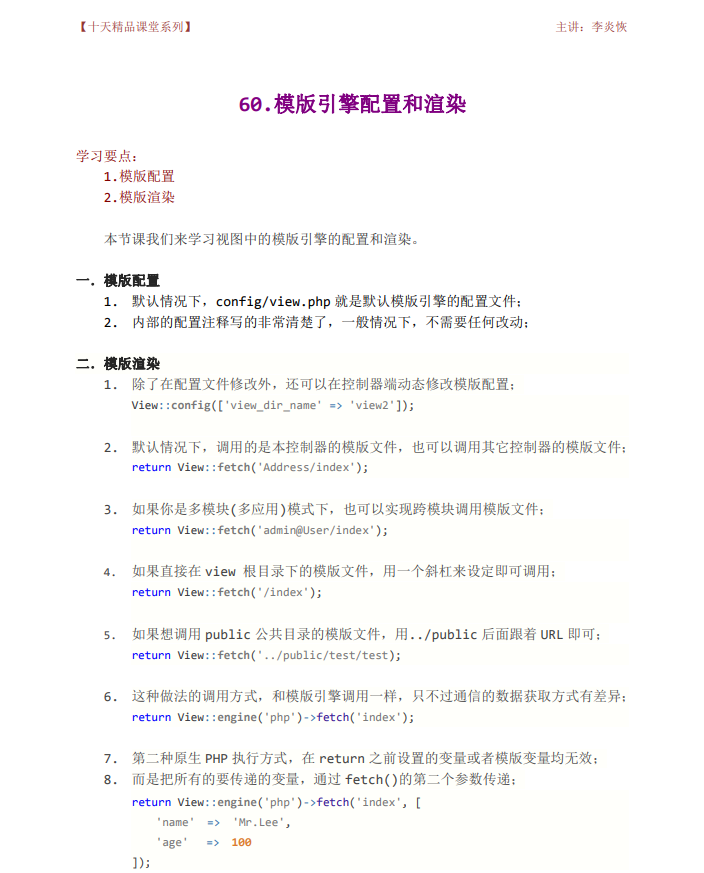 【十天精品课堂系列】 主讲：李炎恢
60.模版引擎配置和渲染
学习要点：
1.模版配置
2.模版渲染
本节课我们来学习视图中的模版引擎的配置和渲染。
一．模版配置
1. 默认情况下，config/view.php 就是默认模版引擎的配置文件；
2. 内部的配置注释写的非常清楚了，一般情况下，不需要任何改动；
二．模版渲染
1. 除了在配置文件修改外，还可以在控制器端动态修改模版配置；
View::config(['view_dir_name' => 'view2']);
2. 默认情况下，调用的是本控制器的模版文件，也可以调用其它控制器的模版文件；
return View::fetch('Address/index');
3. 如果你是多模块(多应用)模式下，也可以实现跨模块调用模版文件；
return View::fetch('admin@User/index');
4. 如果直接在 view 根目录下的模版文件，用一个斜杠来设定即可调用；
return View::fetch('/index');
5. 如果想调用 public 公共目录的模版文件，用../public 后面跟着 URL 即可；
return View::fetch('../public/test/test);
6. 这种做法的调用方式，和模版引擎调用一样，只不过通信的数据获取方式有差异；
return View::engine('php')->fetch('index');
7. 第二种原生 PHP 执行方式，在 return 之前设置的变量或者模版变量均无效；
8. 而是把所有的要传递的变量，通过 fetch()的第二个参数传递；
return View::engine('php')->fetch('index', [
'name' => 'Mr.Lee',
'age' => 100
]);